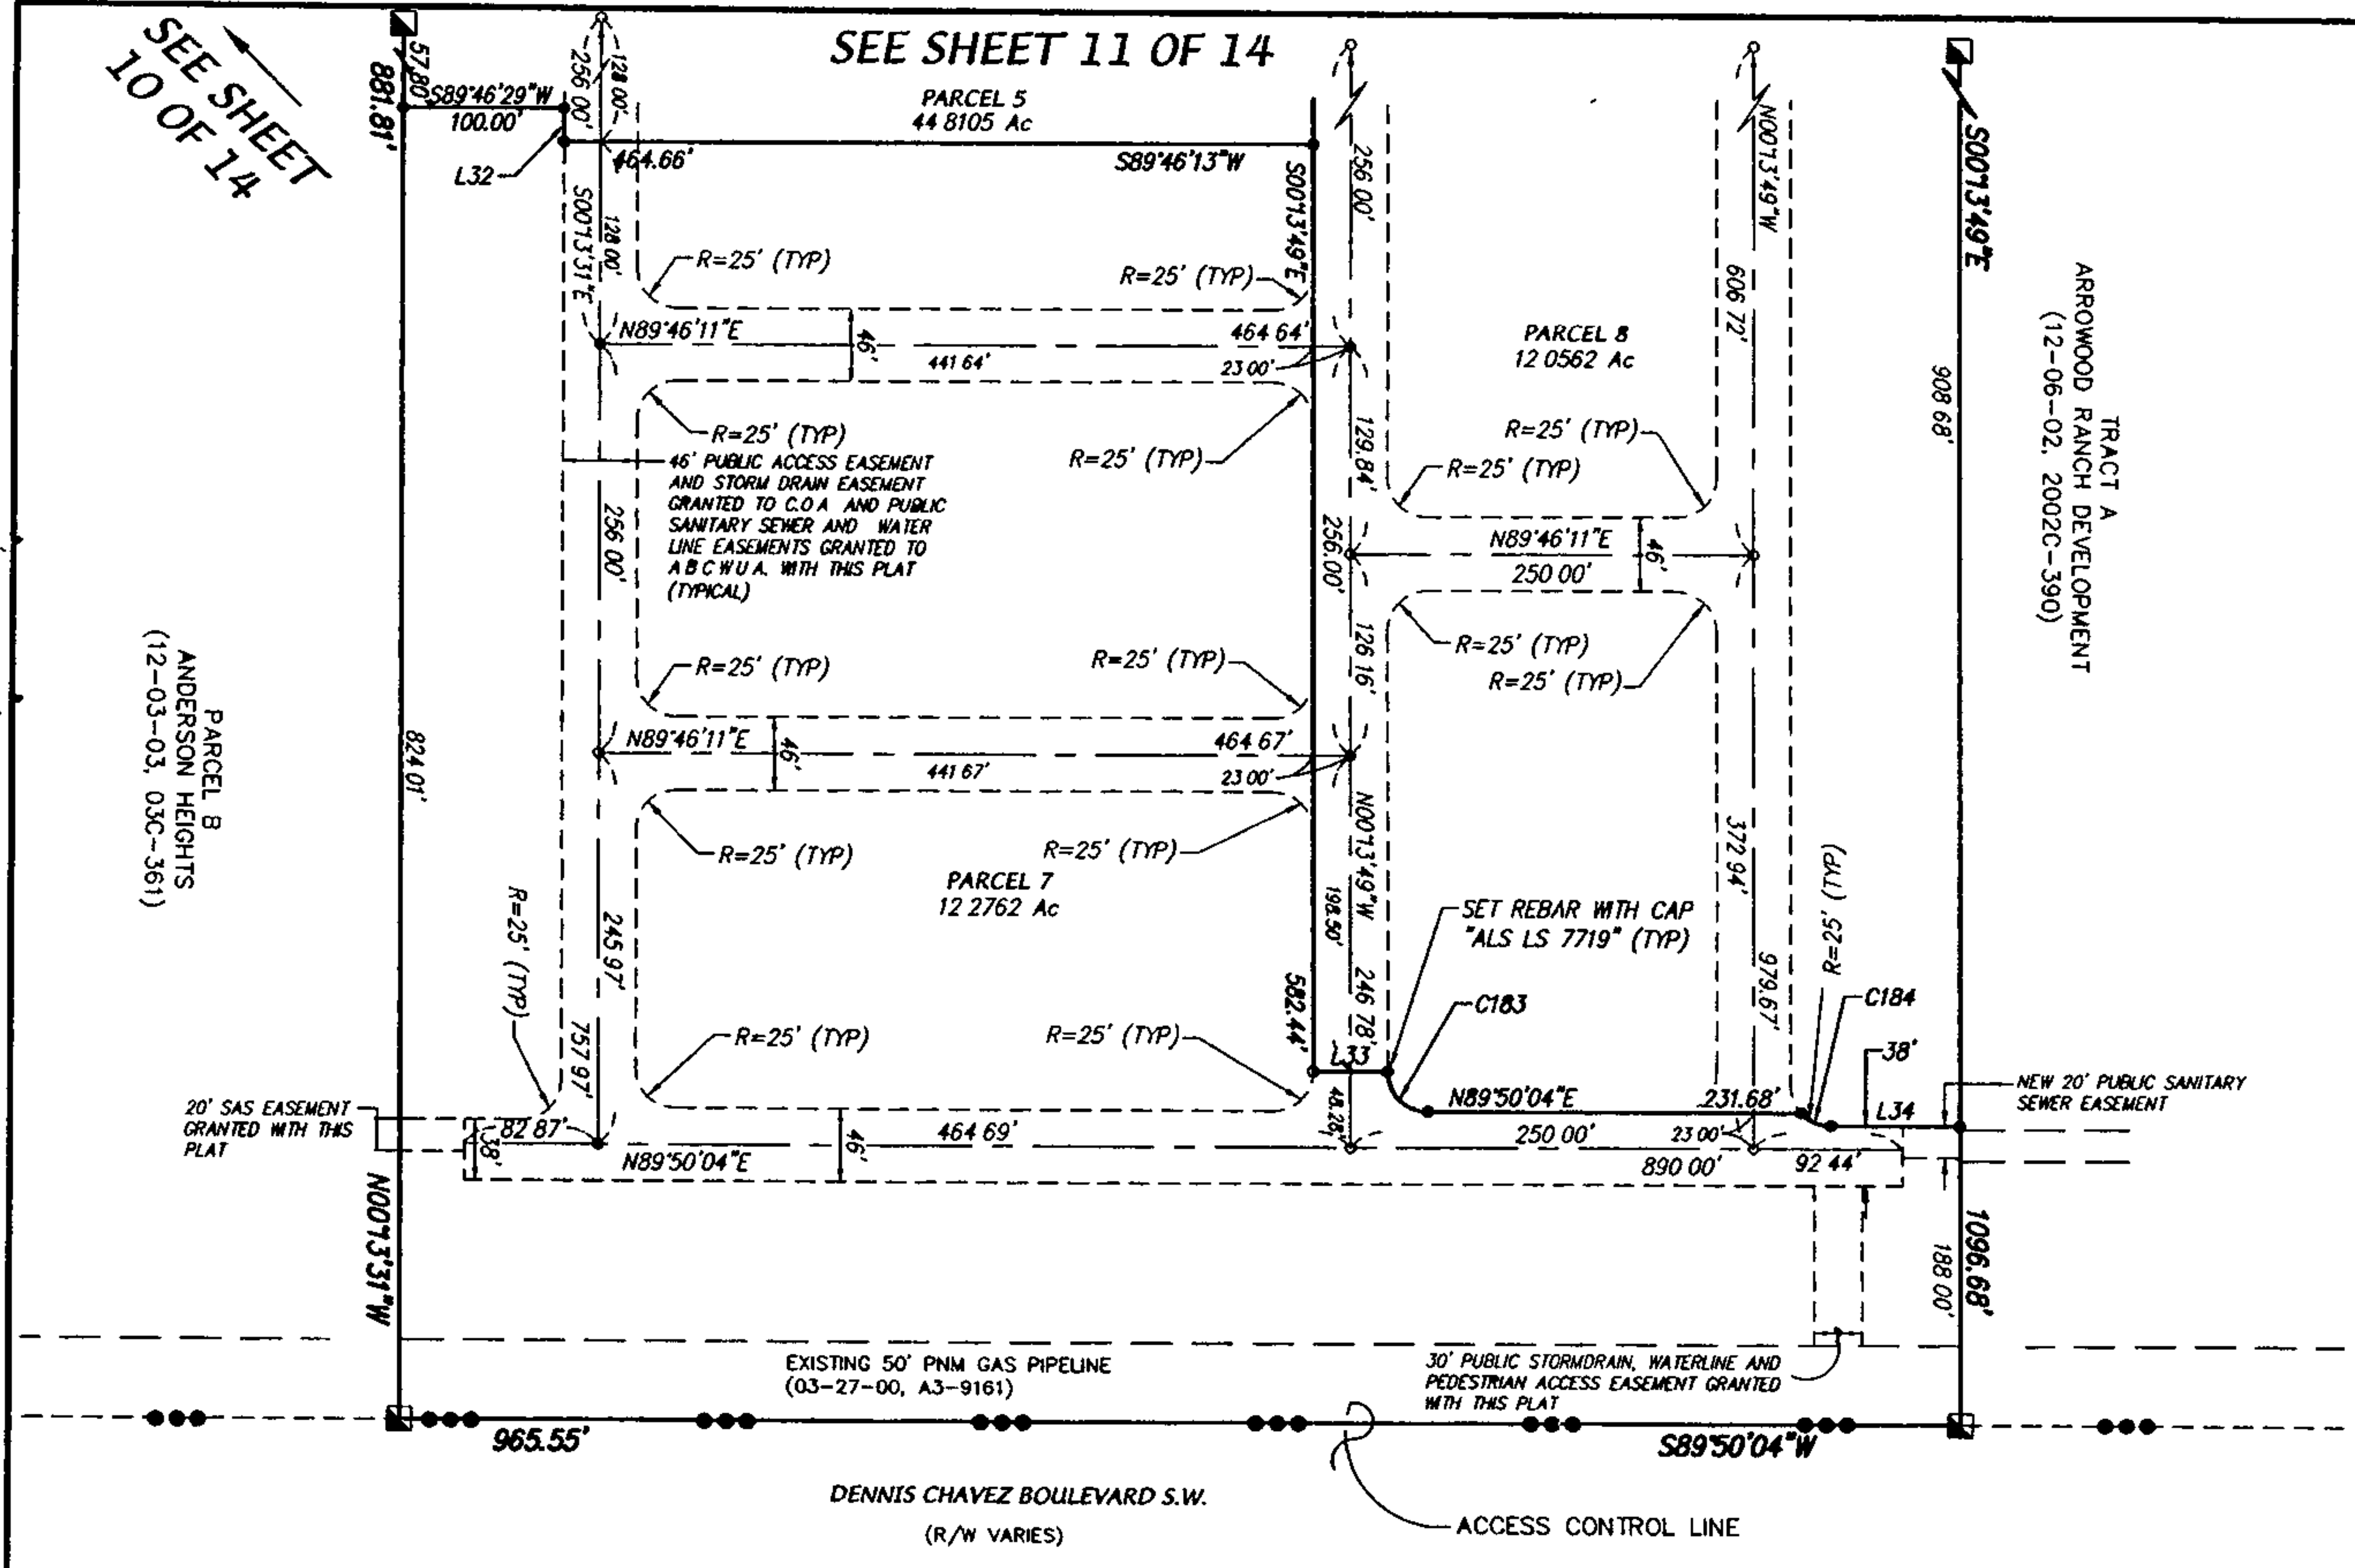 SEE SHEET
10 OF 14
SEE SHEET 11 OF 14
57.80
881.81'
S89°46'29"W
100.00'
L32
256 00'
128 00'
464.66'
PARCEL 5
44 8105 Ac
S89°46'13"W
S00°13'31"E
128 00'
S00°13'49"E
256 00'
N00°13'49"W
606 72'
S00°13'49"E
908 68'
TRACT A
ARROWOOD RANCH DEVELOPMENT
(12-06-02, 2002C-390)
R=25' (TYP)
R=25' (TYP)
N89°46'11"E
46'
441 64'
464 64'
23 00'
PARCEL 8
12 0562 Ac
R=25' (TYP)
R=25' (TYP)
129.84'
R=25' (TYP)
R=25' (TYP)
46' PUBLIC ACCESS EASEMENT
AND STORM DRAIN EASEMENT
GRANTED TO C.O A AND PUBLIC
SANITARY SEWER AND WATER
LINE EASEMENTS GRANTED TO
A B C W U A. WITH THIS PLAT
(TYPICAL)
256 00'
256.00'
N89°46'11"E
250 00'
46'
126 16'
R=25' (TYP)
R=25' (TYP)
R=25' (TYP)
R=25' (TYP)
PARCEL B
ANDERSON HEIGHTS
(12-03-03, 03C-361)
824 01'
N89°46'11"E
46'
441 67'
464 67'
23 00'
R=25' (TYP)
R=25' (TYP)
PARCEL 7
12 2762 Ac
N00°13'49"W
198.50'
246 78'
372 94'
979.67'
R=25' (TYP)
SET REBAR WITH CAP
"ALS LS 7719" (TYP)
R=25' (TYP)
245 97'
757 97'
582.44'
C183
C184
38'
R=25' (TYP)
R=25' (TYP)
L33
48.28'
N89°50'04"E
231.68'
L34
NEW 20' PUBLIC SANITARY
SEWER EASEMENT
20' SAS EASEMENT
GRANTED WITH THIS
PLAT
82 87'
38'
N89°50'04"E
46'
464 69'
250 00'
23 00'
890 00'
92 44'
N00°13'31"W
1096.68'
188 00'
EXISTING 50' PNM GAS PIPELINE
(03-27-00, A3-9161)
30' PUBLIC STORMDRAIN, WATERLINE AND
PEDESTRIAN ACCESS EASEMENT GRANTED
WITH THIS PLAT
965.55'
S89°50'04"W
DENNIS CHAVEZ BOULEVARD S.W.
(R/W VARIES)
ACCESS CONTROL LINE